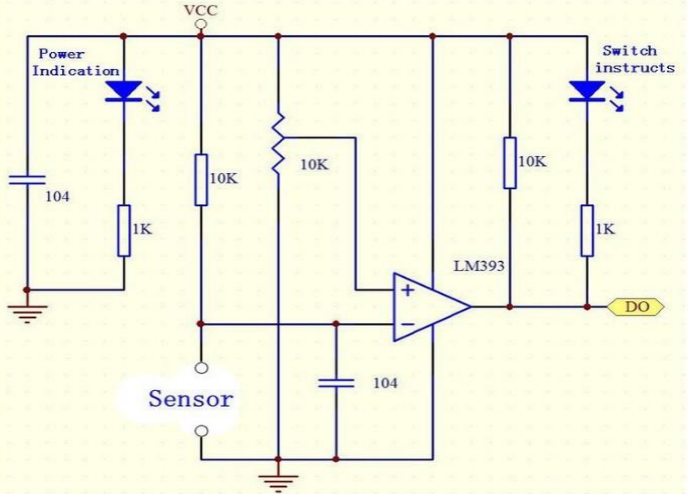 VCC
Power
Indication
Switch
instructs
104
1K
10K
10K
10K
1K
LM393
+
−
DO
104
Sensor